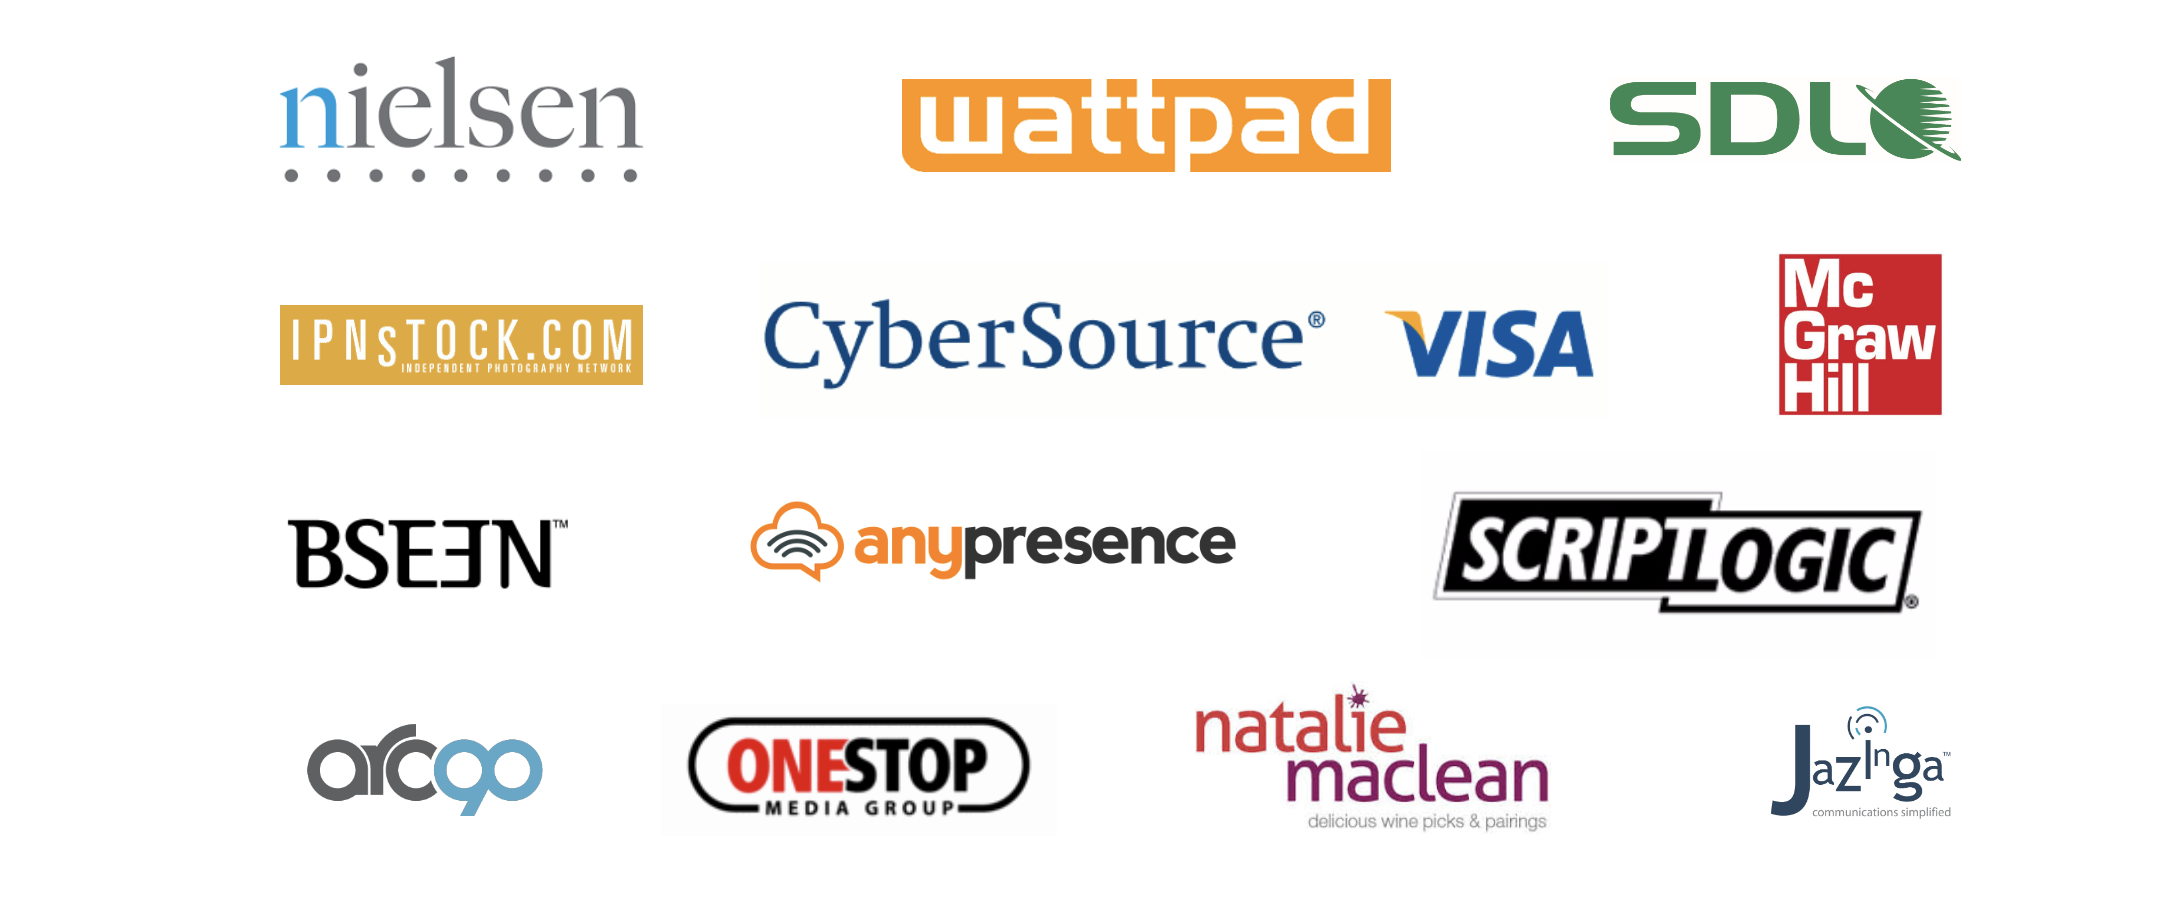 nielsen
wattpad
SDL
IPNSTOCK.COM
INDEPENDENT PHOTOGRAPHY NETWORK
CyberSource®
VISA
Mc
Graw
Hill
BSEEN™
anypresence
SCRIPTLOGIC®
arc90
ONESTOP
MEDIA GROUP
natalie
maclean
delicious wine picks & pairings
Jazinga™
communications simplified